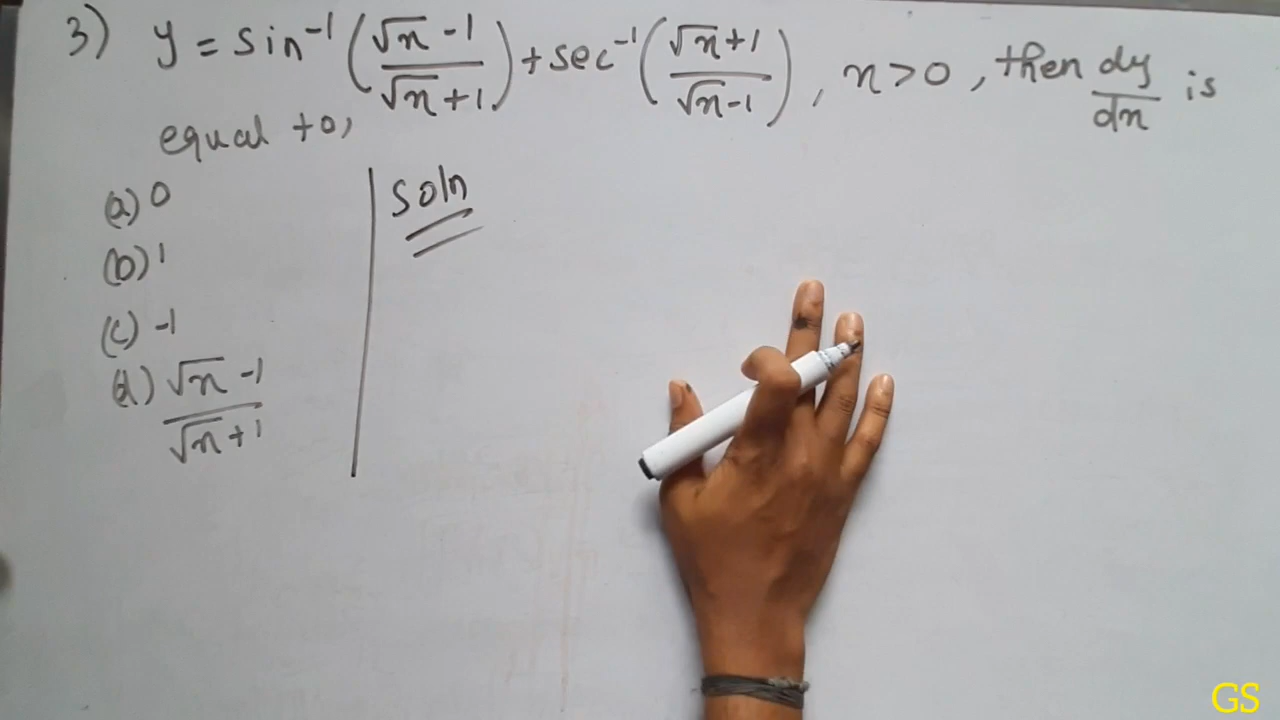 3) y = sin⁻¹((√x - 1)/(√x + 1)) + sec⁻¹((√x + 1)/(√x - 1)), x > 0, then dy/dx is
equal to,
(a) 0
(b) 1
(c) -1
(d) (√x - 1)/(√x + 1)
soln
GS